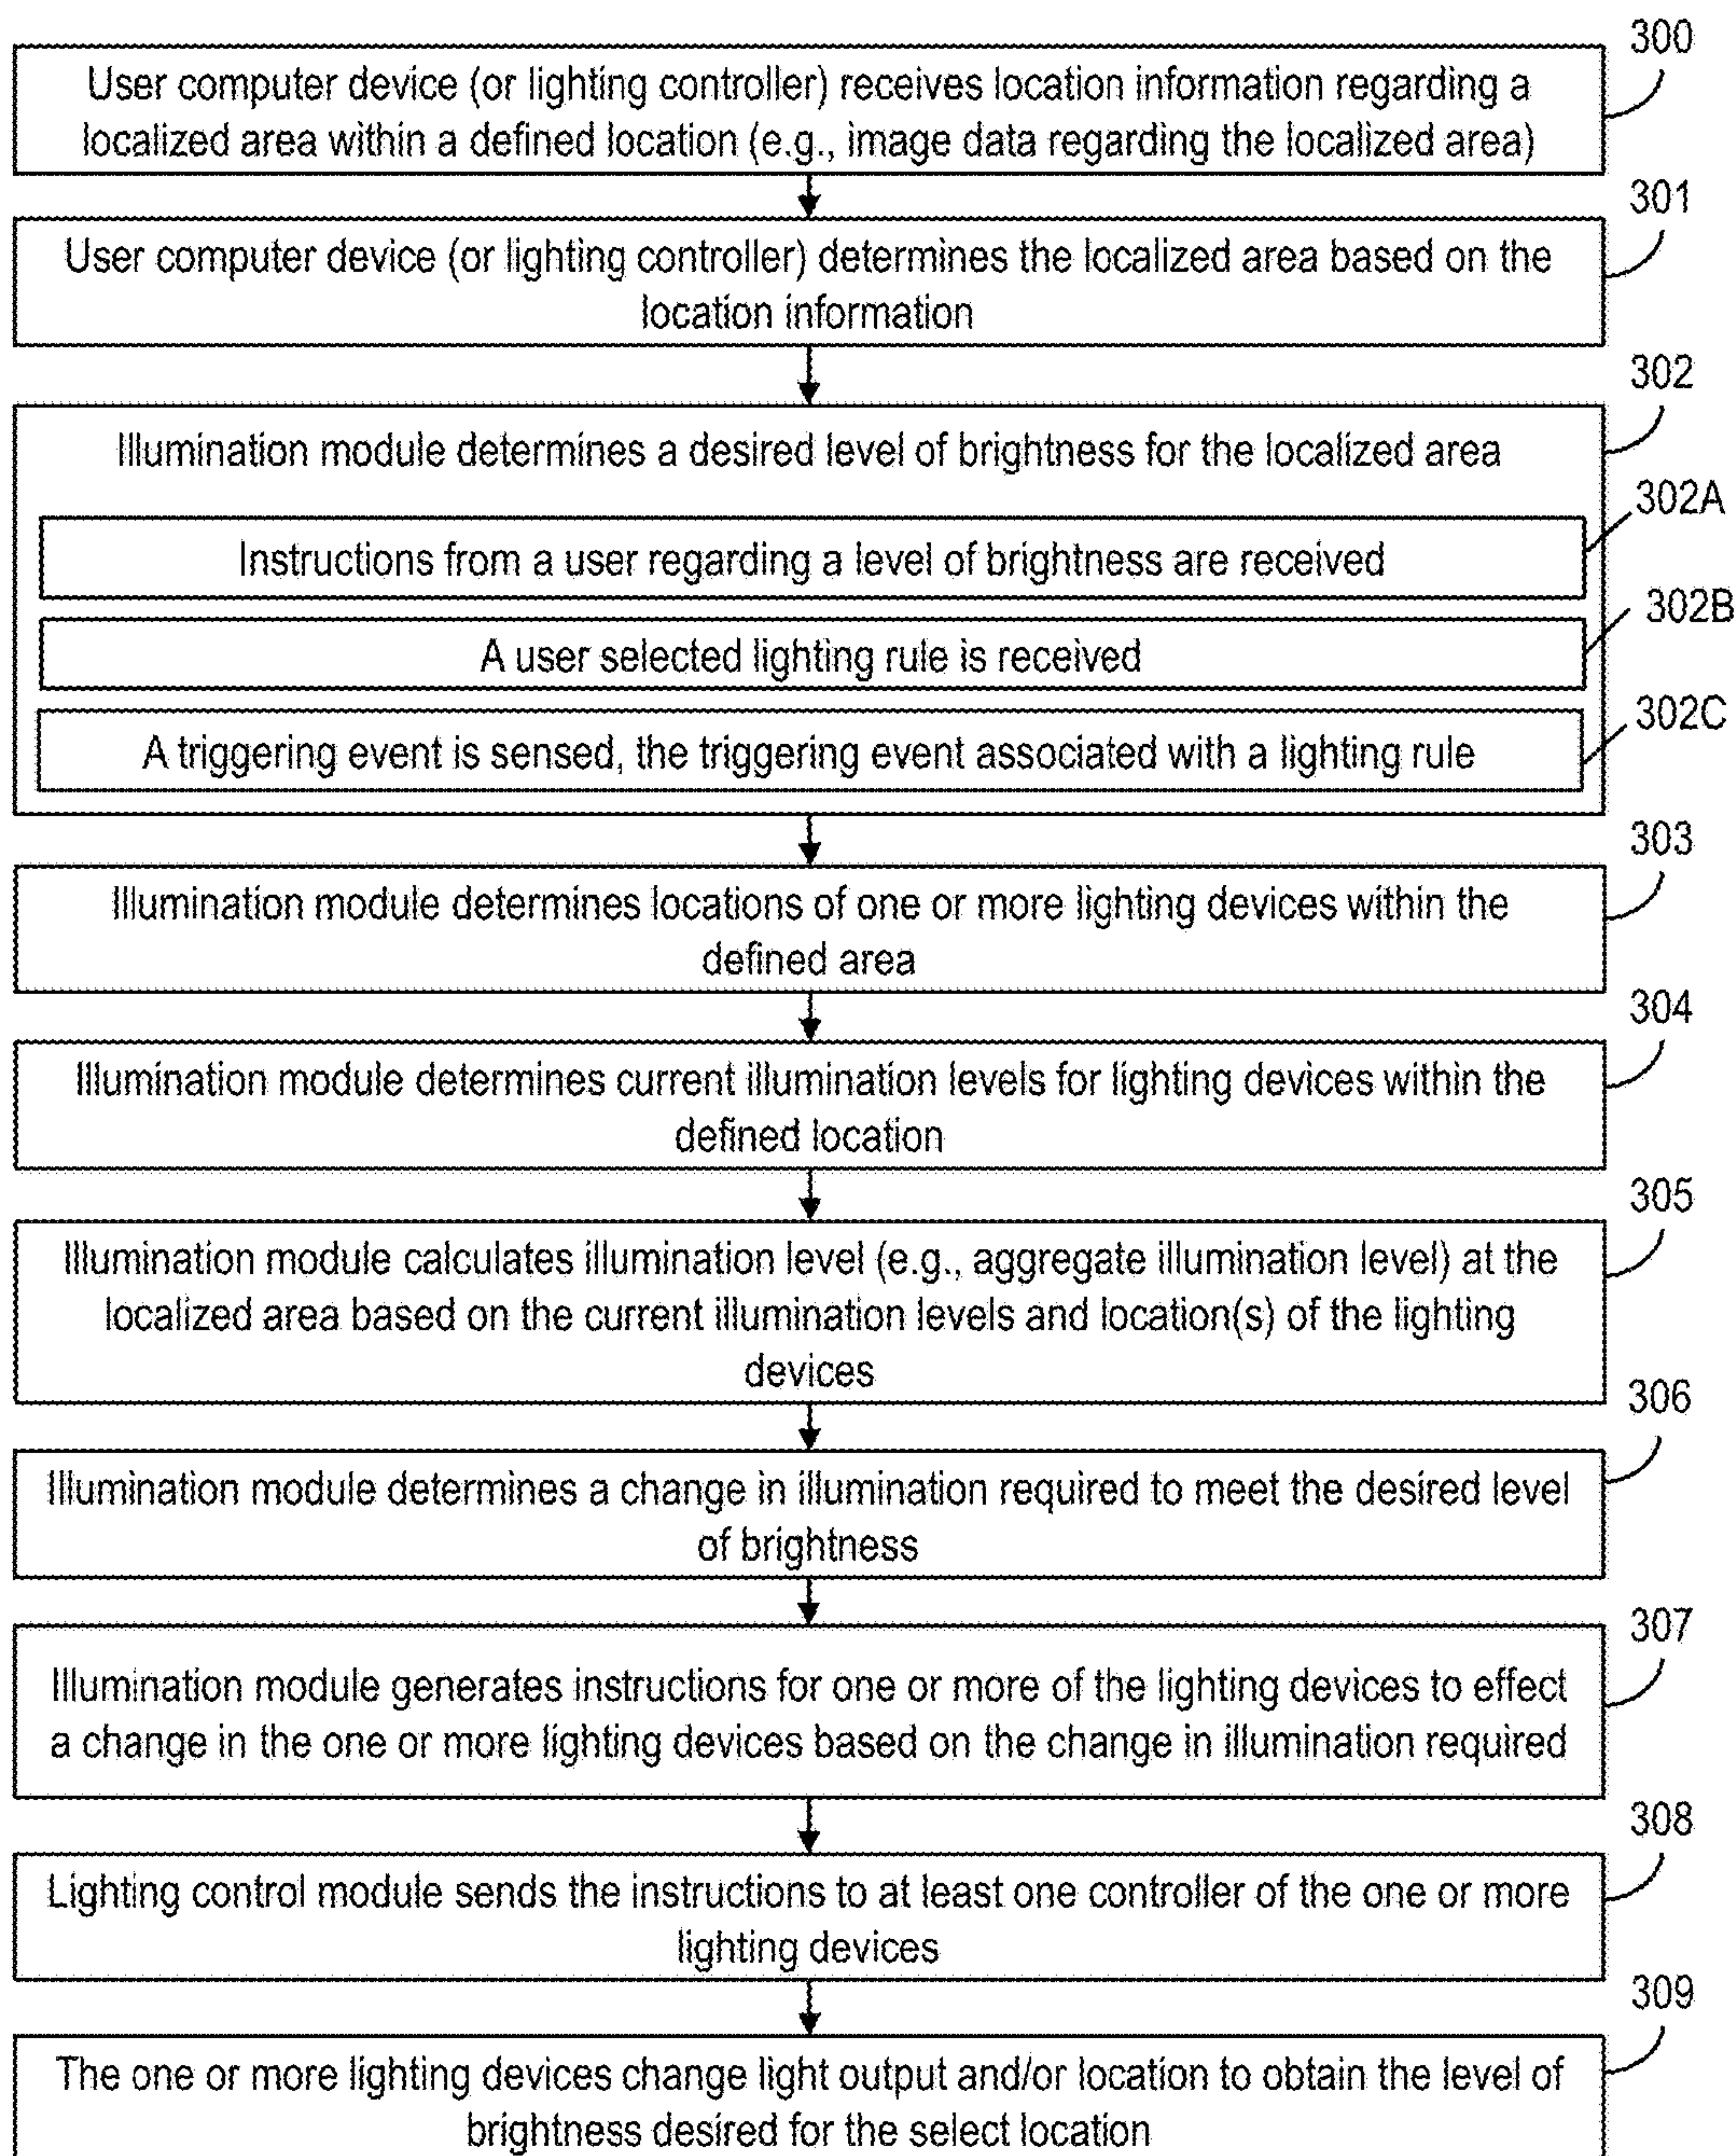 300
User computer device (or lighting controller) receives location information regarding a
localized area within a defined location (e.g., image data regarding the localized area)
301
User computer device (or lighting controller) determines the localized area based on the
location information
302
Illumination module determines a desired level of brightness for the localized area
302A
Instructions from a user regarding a level of brightness are received
302B
A user selected lighting rule is received
302C
A triggering event is sensed, the triggering event associated with a lighting rule
303
Illumination module determines locations of one or more lighting devices within the
defined area
304
Illumination module determines current illumination levels for lighting devices within the
defined location
305
Illumination module calculates illumination level (e.g., aggregate illumination level) at the
localized area based on the current illumination levels and location(s) of the lighting
devices
306
Illumination module determines a change in illumination required to meet the desired level
of brightness
307
Illumination module generates instructions for one or more of the lighting devices to effect
a change in the one or more lighting devices based on the change in illumination required
308
Lighting control module sends the instructions to at least one controller of the one or more
lighting devices
309
The one or more lighting devices change light output and/or location to obtain the level of
brightness desired for the select location